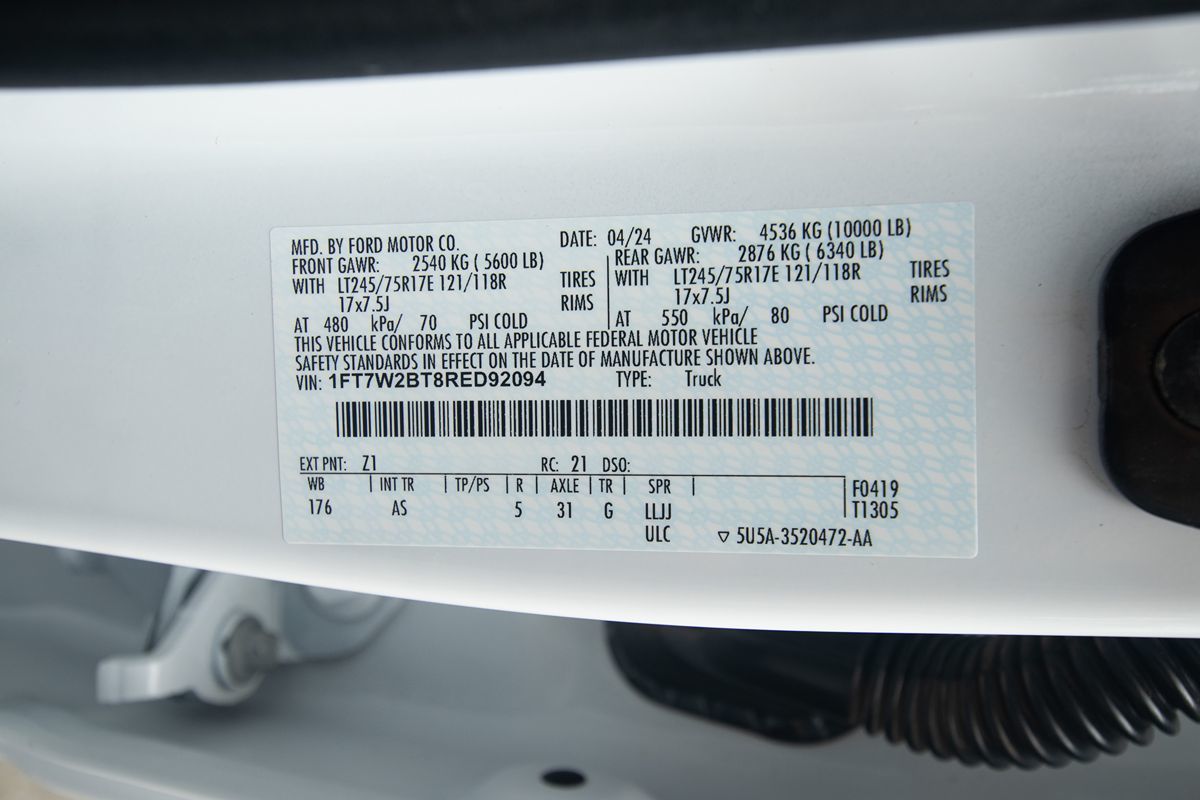 MFD. BY FORD MOTOR CO. DATE: 04/24 GVWR: 4536 KG (10000 LB)
FRONT GAWR: 2540 KG ( 5600 LB) REAR GAWR: 2876 KG ( 6340 LB)
WITH LT245/75R17E 121/118R TIRES WITH LT245/75R17E 121/118R TIRES
17x7.5J RIMS 17x7.5J RIMS
AT 480 kPa/ 70 PSI COLD AT 550 kPa/ 80 PSI COLD
THIS VEHICLE CONFORMS TO ALL APPLICABLE FEDERAL MOTOR VEHICLE
SAFETY STANDARDS IN EFFECT ON THE DATE OF MANUFACTURE SHOWN ABOVE.
VIN: 1FT7W2BT8RED92094 TYPE: Truck
EXT PNT: Z1 RC: 21 DSO:
WB INT TR TP/PS R AXLE TR SPR F0419
176 AS 5 31 G LLJJ T1305
ULC ▽ 5U5A-3520472-AA